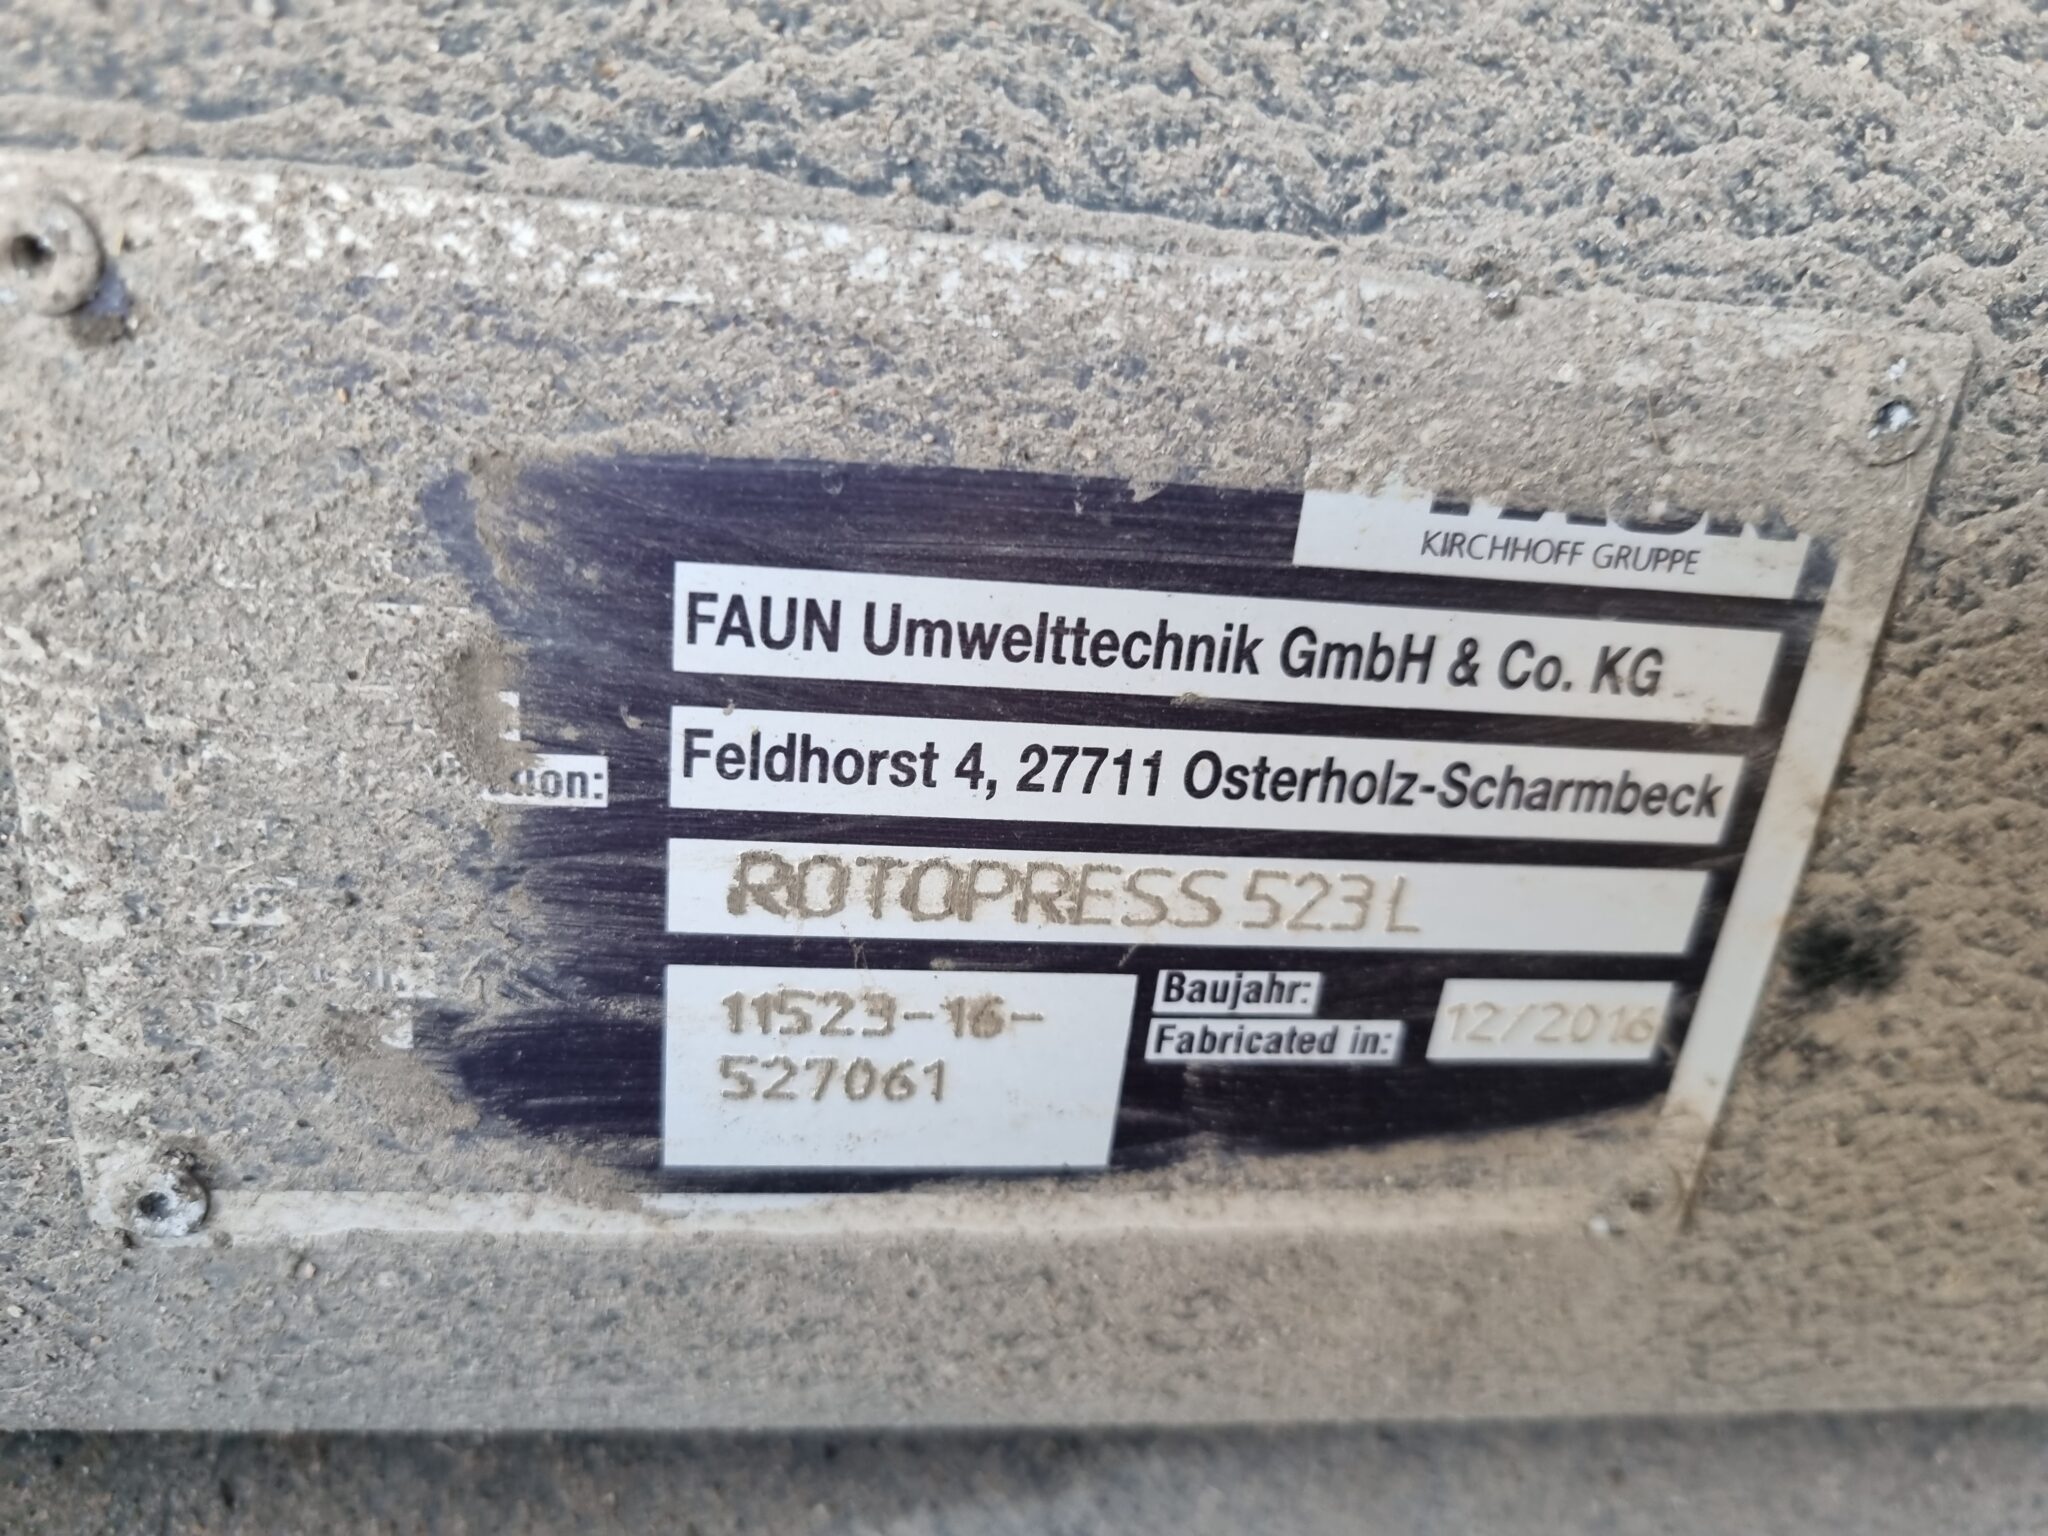 KIRCHHOFF GRUPPE
FAUN Umwelttechnik GmbH & Co. KG
Feldhorst 4, 27711 Osterholz-Scharmbeck
ROTOPRESS 523 L
11523-16-
527061
Baujahr:
Fabricated in:
12/2016